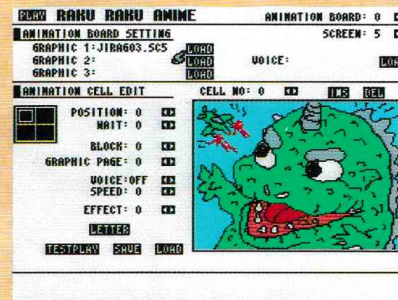 PLAY RAKU RAKU ANIME ANIMATION BOARD: 0
ANIMATION BOARD SETTING SCREEN: 5
GRAPHIC 1:JIRA603.SC5 LOAD
GRAPHIC 2: LOAD VOICE:
GRAPHIC 3: LOAD
ANIMATION CELL EDIT CELL NO: 0 INS DEL
POSITION: 0
WAIT: 0
BLOCK: 0
GRAPHIC PAGE: 0
VOICE:OFF
SPEED: 0
EFFECT: 0
LETTER
TESTPLAY SAVE LOAD